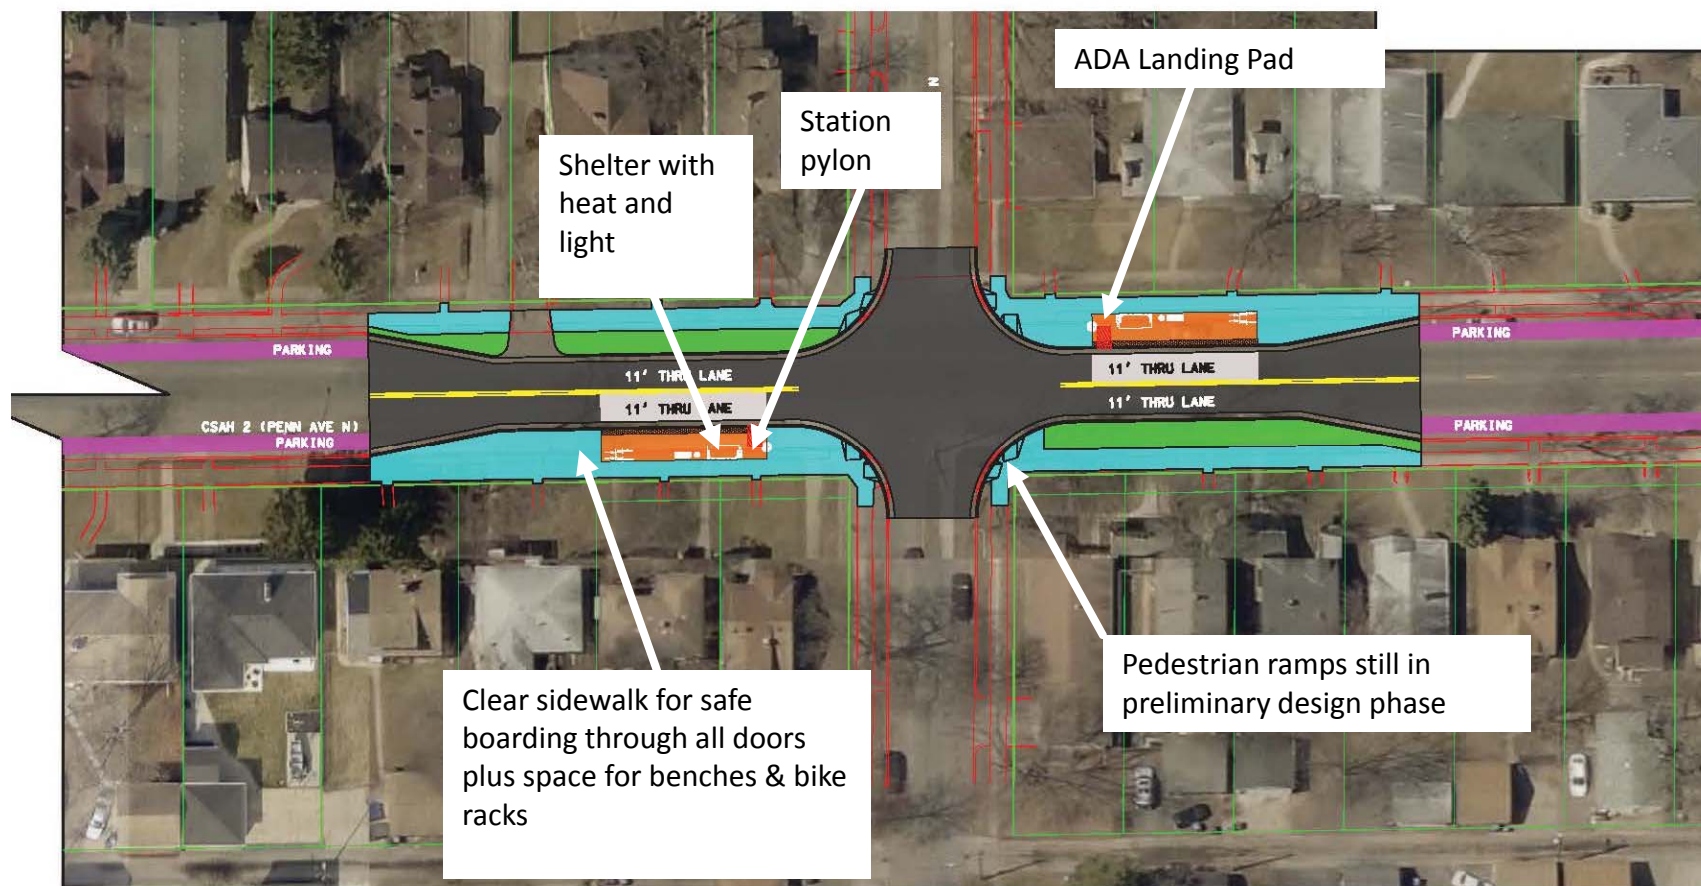 ADA Landing Pad
Station
pylon
Shelter with
heat and
light
N
PARKING
PARKING
11' THRU LANE
11' THRU LANE
11' THRU LANE
11' THRU LANE
CSAH 2 (PENN AVE N)
PARKING
PARKING
Clear sidewalk for safe
boarding through all doors
plus space for benches & bike
racks
Pedestrian ramps still in
preliminary design phase